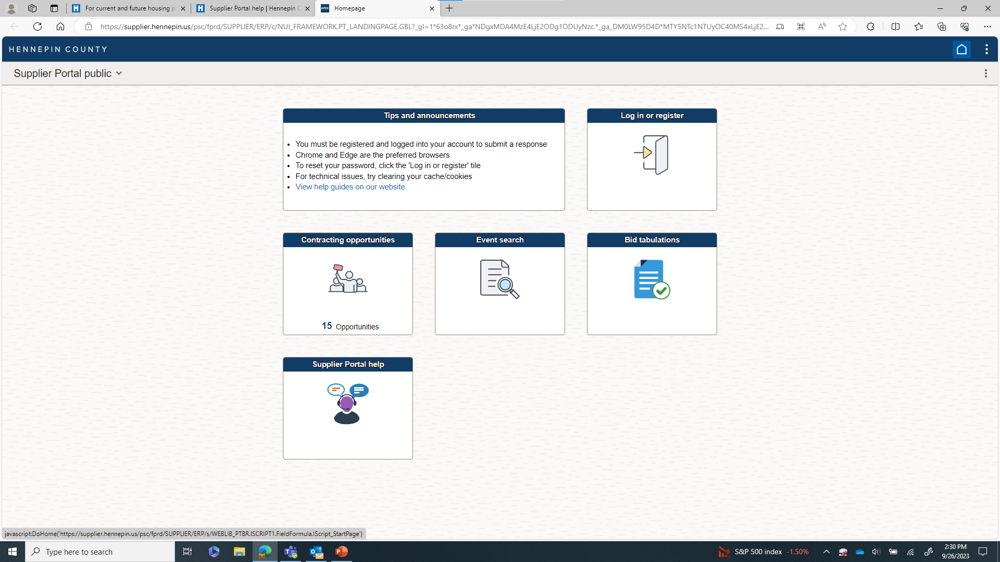 For current and future housing p
Supplier Portal help | Hennepin C
APEX
Homepage
https://supplier.hennepin.us/psc/fprd/SUPPLIER/ERP/c/NUI_FRAMEWORK.PT_LANDINGPAGE.GBL?_gl=1*63o8rx*_ga*NDgxMDA4MzE4LjE2ODg1ODUyNzc.*_ga_DM0LW95D4D*MTY5NTc1NTUyOC40MS4xLjE2...
HENNEPIN COUNTY
Supplier Portal public
Tips and announcements
• You must be registered and logged into your account to submit a response
• Chrome and Edge are the preferred browsers
• To reset your password, click the 'Log in or register' tile
• For technical issues, try clearing your cache/cookies
• View help guides on our website
Log in or register
Contracting opportunities
15 Opportunities
Event search
Bid tabulations
Supplier Portal help
javascript:DoHome('https://supplier.hennepin.us/psc/fprd/SUPPLIER/ERP/s/WEBLIB_PTBR.ISCRIPT1.FieldFormula.IScript_StartPage')
Type here to search
S&P 500 index -1.50%
2:30 PM
9/26/2023